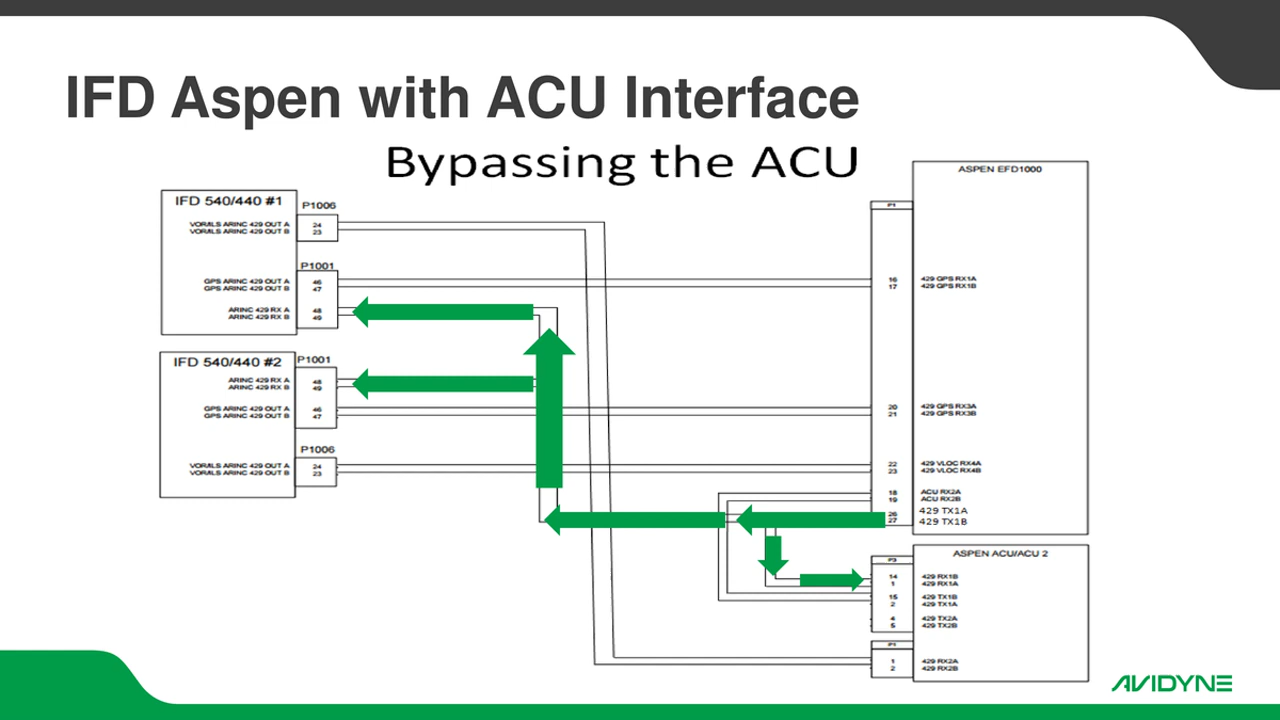 IFD Aspen with ACU Interface
Bypassing the ACU
IFD 540/440 #1
P1006
VOR/ILS ARINC 429 OUT A
24
VOR/ILS ARINC 429 OUT B
23
P1001
GPS ARINC 429 OUT A
46
GPS ARINC 429 OUT B
47
ARINC 429 RX A
48
ARINC 429 RX B
49
IFD 540/440 #2
P1001
ARINC 429 RX A
48
ARINC 429 RX B
49
GPS ARINC 429 OUT A
46
GPS ARINC 429 OUT B
47
P1006
VOR/ILS ARINC 429 OUT A
24
VOR/ILS ARINC 429 OUT B
23
ASPEN EFD1000
P1
16 429 GPS RX1A
17 429 GPS RX1B
20 429 GPS RX3A
21 429 GPS RX3B
22 429 VLOC RX4A
23 429 VLOC RX4B
18 ACU RX2A
19 ACU RX2B
26 429 TX1A
27 429 TX1B
ASPEN ACU/ACU 2
P3
14 429 RX1B
1 429 RX1A
15 429 TX1B
2 429 TX1A
4 429 TX2A
5 429 TX2B
P1
1 429 RX2A
2 429 RX2B
AVIDYNE